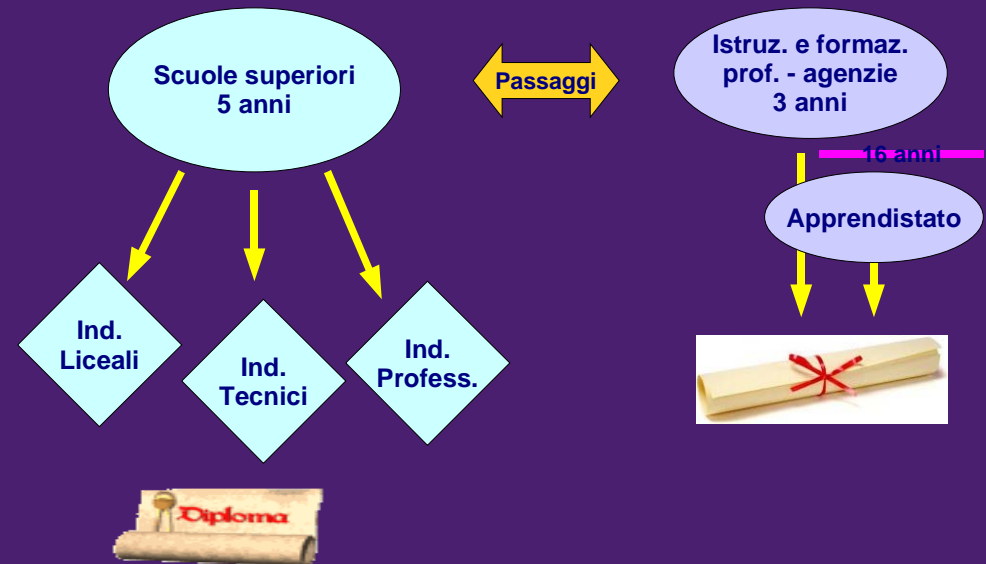 Scuole superiori
5 anni
Passaggi
Istruz. e formaz.
prof. - agenzie
3 anni
16 anni
Apprendistato
Ind.
Liceali
Ind.
Tecnici
Ind.
Profess.
Diploma